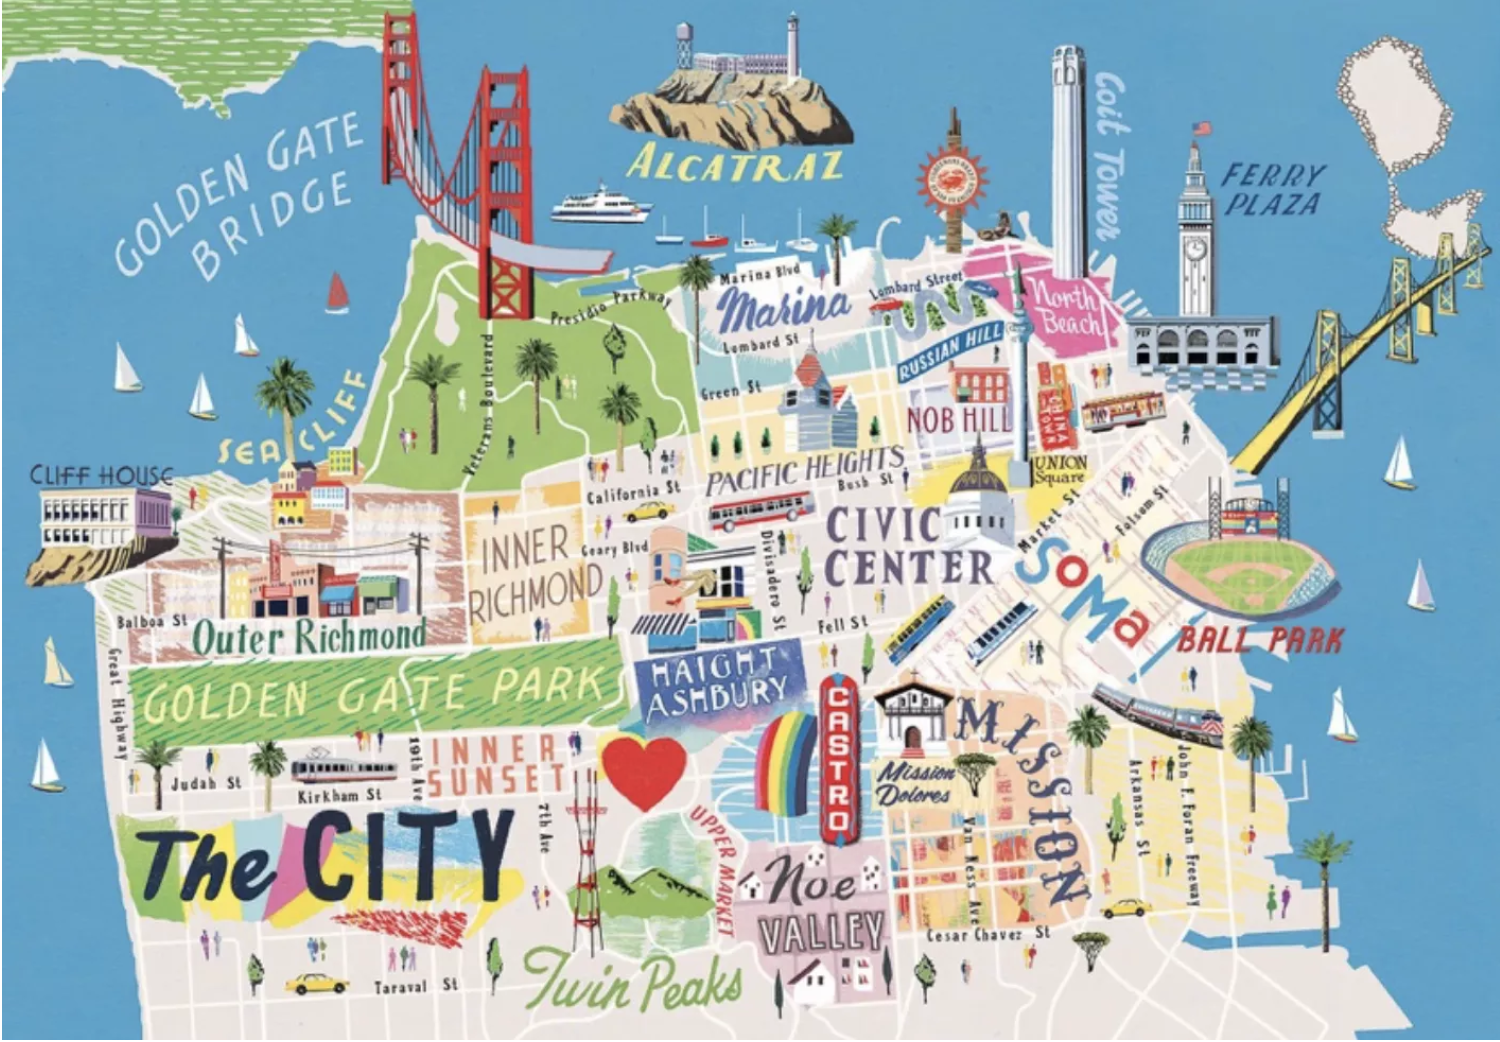 GOLDEN GATE
BRIDGE
ALCATRAZ
Coit Tower
FERRY
PLAZA
Presidio Parkway
Marina Blvd
Marina
Lombard St
Lombard Street
North
Beach
RUSSIAN HILL
Green St
NOB HILL
CHINA
TOWN
Veterans Boulevard
SEA CLIFF
CLIFF HOUSE
PACIFIC HEIGHTS
California St
Bush St
UNION
Square
Market St
Folsom St
CIVIC
CENTER
SoMa
INNER
RICHMOND
Geary Blvd
Divisadero St
Balboa St
Outer Richmond
Fell St
BALL PARK
GOLDEN GATE PARK
HAIGHT
ASHBURY
Great Highway
19th Ave
INNER
SUNSET
Judah St
Kirkham St
7th Ave
CASTRO
Mission
Dolores
MISSION
Van Ness Ave
Arkansas St
John F. Foran Freeway
The CITY
UPPER MARKET
Noe
VALLEY
Cesar Chavez St
Twin Peaks
Taraval St